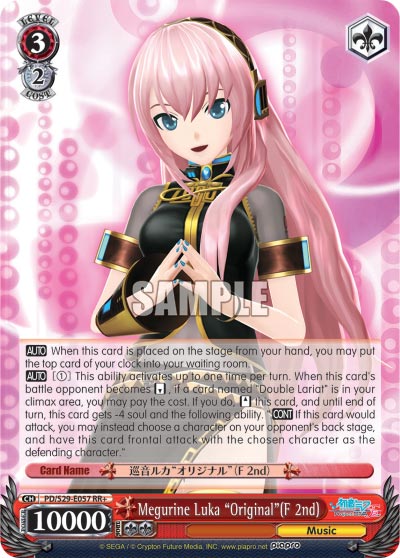 LEVEL
3
2
COST
SAMPLE
AUTO When this card is placed on the stage from your hand, you may put
the top card of your clock into your waiting room.
AUTO [①] This ability activates up to one time per turn. When this card's
battle opponent becomes , if a card named "Double Lariat" is in your
climax area, you may pay the cost. If you do, this card, and until end of
turn, this card gets -4 soul and the following ability. "CONT If this card would
attack, you may instead choose a character on your opponent's back stage,
and have this card frontal attack with the chosen character as the
defending character."
Card Name 巡音ルカ"オリジナル"(F 2nd)
CH PD/S29-E057 RR+
10000
Megurine Luka "Original"(F 2nd)
初音ミク
Music
© SEGA / © Crypton Future Media, INC. www.piapro.net piapro